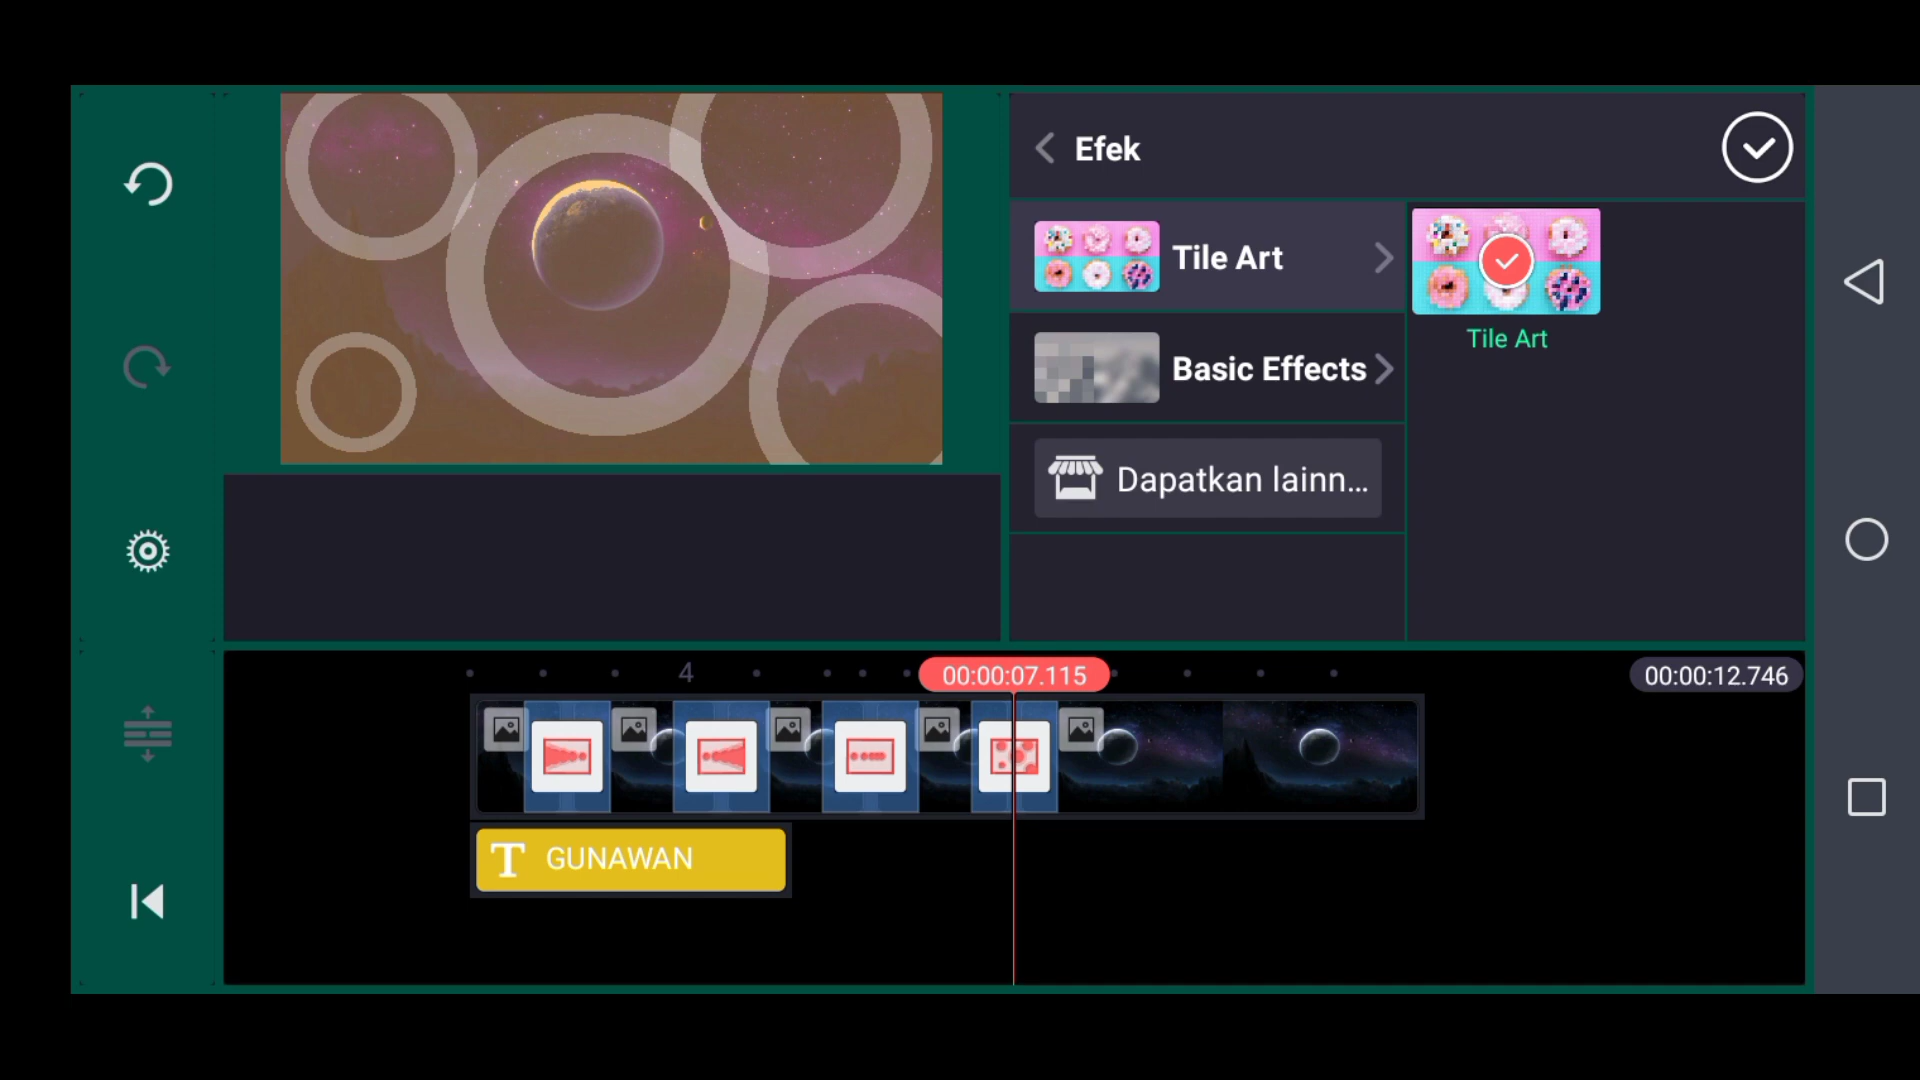 Efek
Tile Art
Tile Art
Basic Effects
Dapatkan lainn...
4
00:00:07.115
00:00:12.746
T GUNAWAN